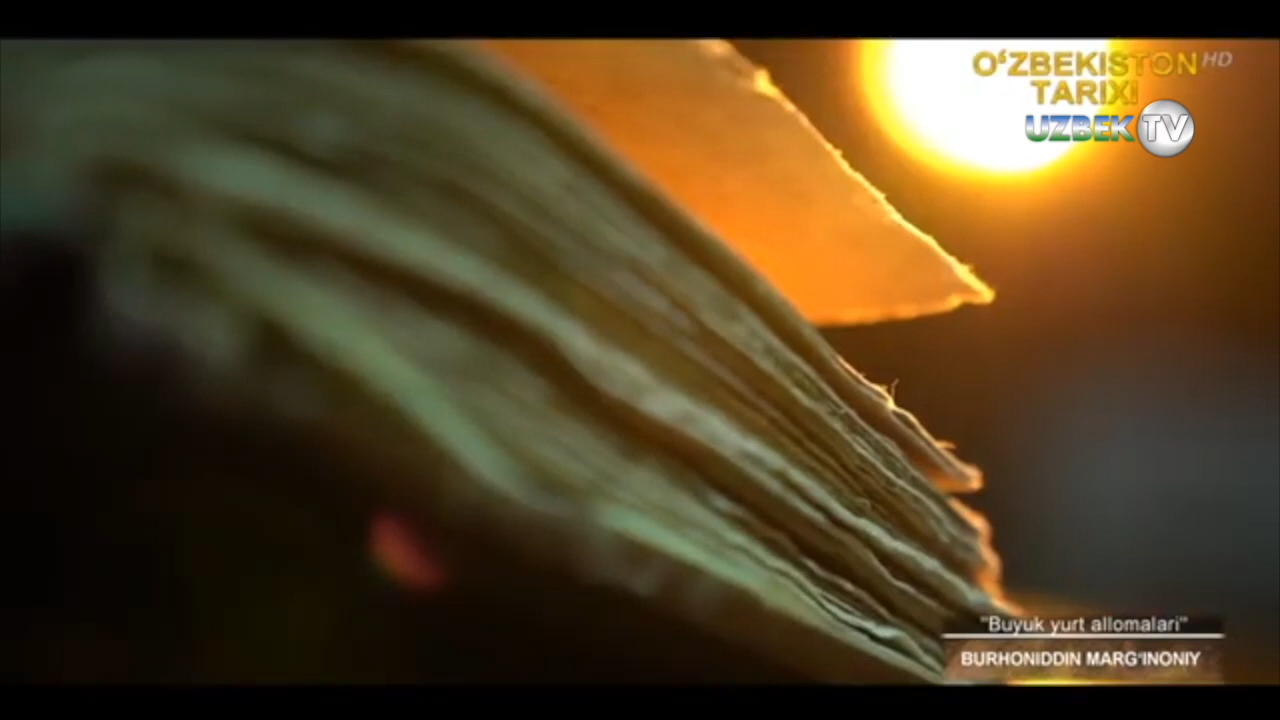 O‘ZBEKISTON HD
TARIXI
UZBEK TV
"Buyuk yurt allomalari"
BURHONIDDIN MARG‘INONIY